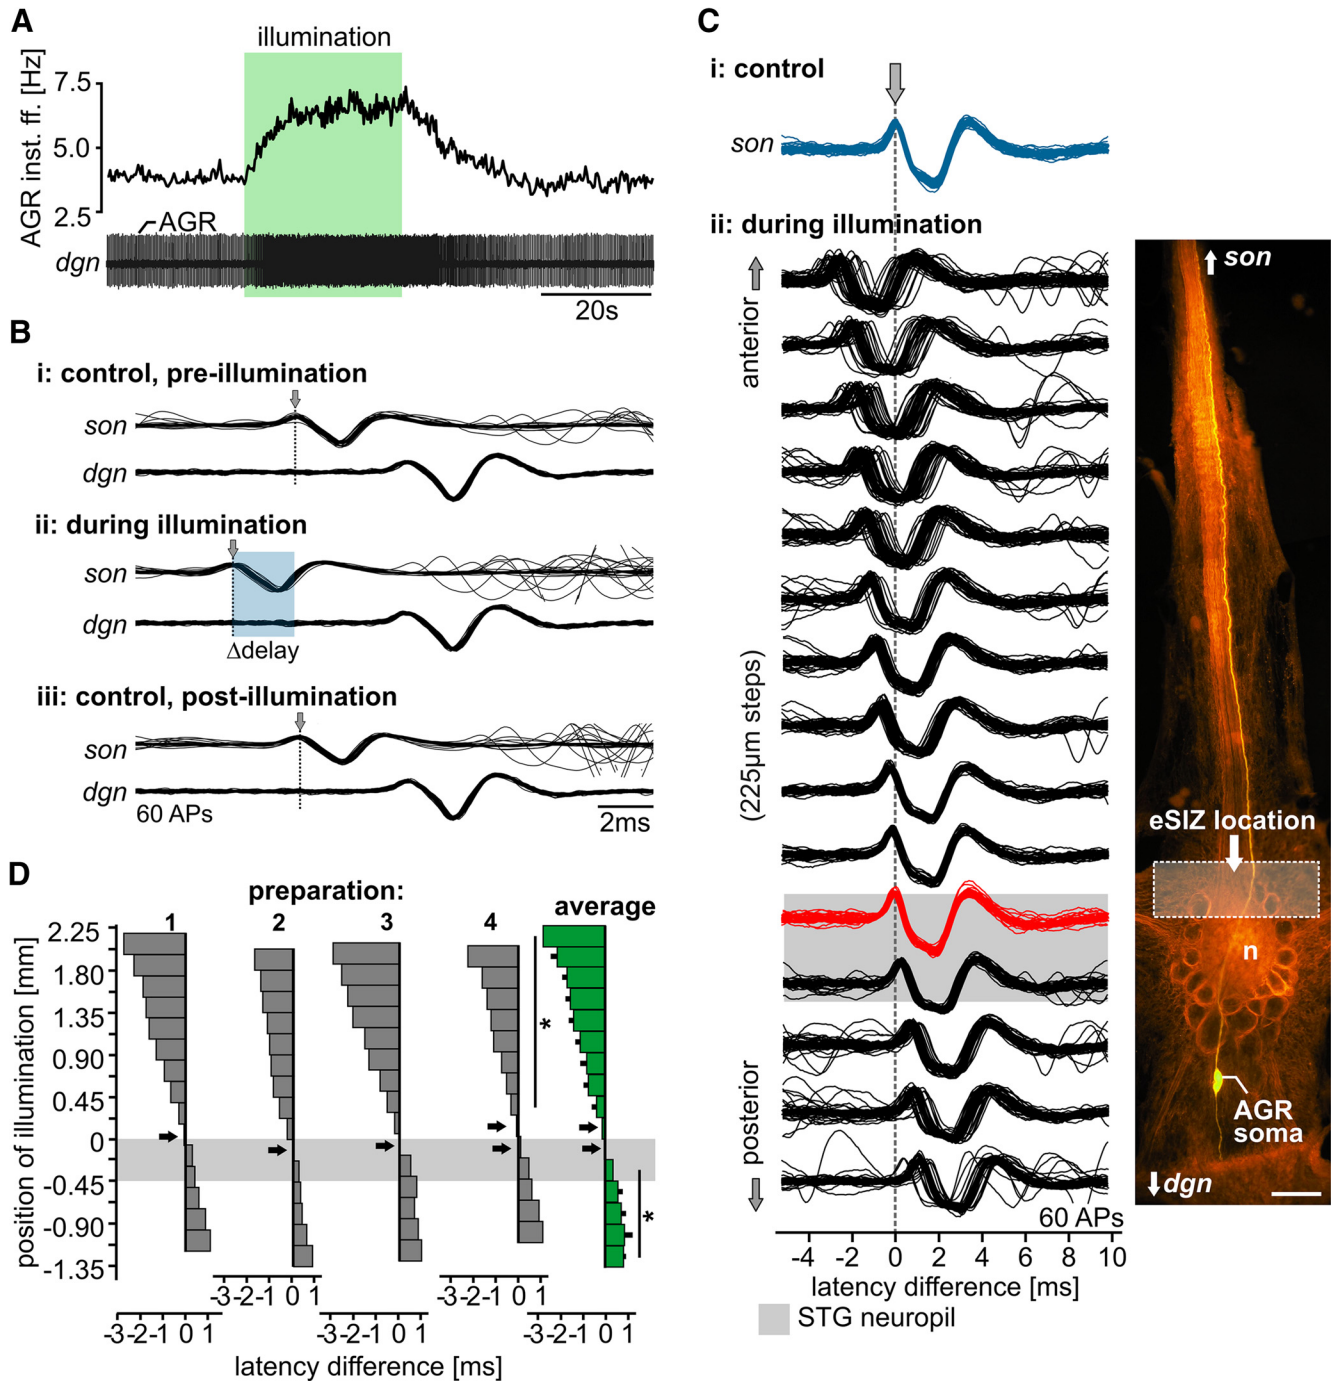 A
illumination
AGR inst. ff. [Hz]
7.5
5.0
2.5
AGR
dgn
20s
B
i: control, pre-illumination
son
dgn
ii: during illumination
son
dgn
Δdelay
iii: control, post-illumination
son
dgn
60 APs
2ms
C
i: control
son
ii: during illumination
anterior
(225µm steps)
posterior
60 APs
-4 -2 0 2 4 6 8 10
latency difference [ms]
STG neuropil
son
eSIZ location
n
AGR
soma
dgn
D
preparation:
1 2 3 4 average
position of illumination [mm]
2.25
1.80
1.35
0.90
0.45
0
-0.45
-0.90
-1.35
*
*
-3-2-1 0 1 -3-2-1 0 1
-3-2-1 0 1 -3-2-1 0 1 -3-2-1 0 1
latency difference [ms]